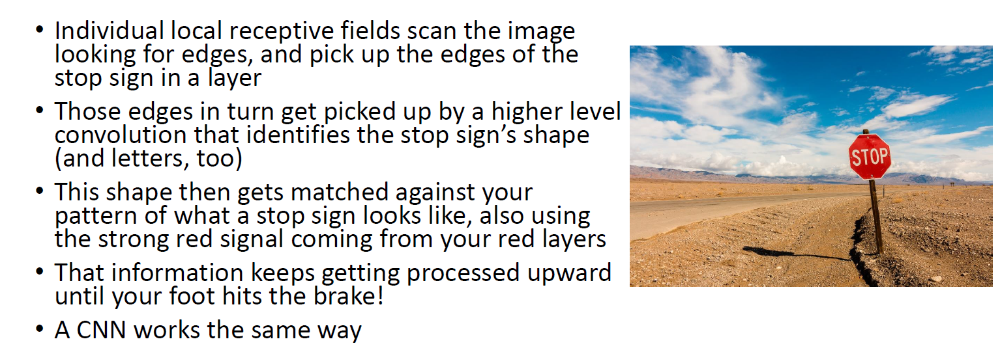 • Individual local receptive fields scan the image
looking for edges, and pick up the edges of the
stop sign in a layer
• Those edges in turn get picked up by a higher level
convolution that identifies the stop sign’s shape
(and letters, too)
• This shape then gets matched against your
pattern of what a stop sign looks like, also using
the strong red signal coming from your red layers
• That information keeps getting processed upward
until your foot hits the brake!
• A CNN works the same way
STOP